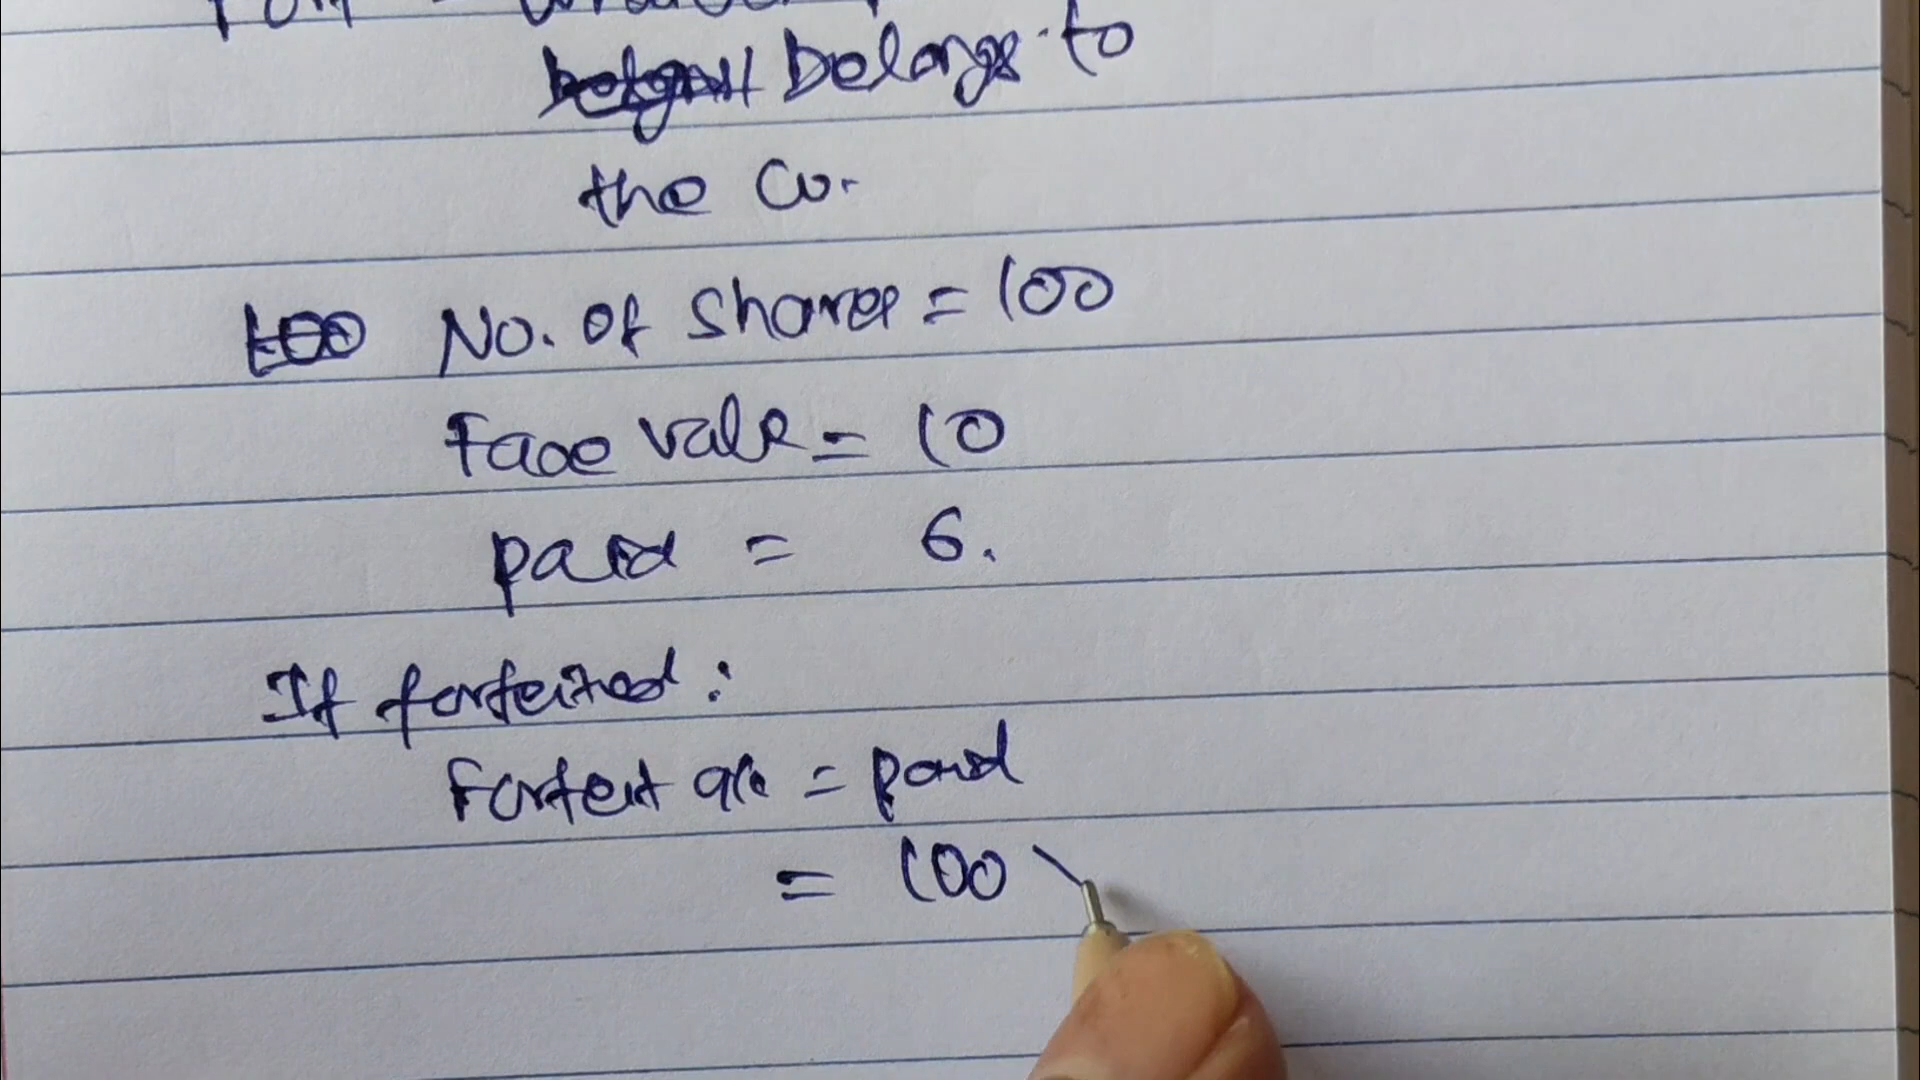 belongs to
the Co.
No. of shares = 100
Face value = 10
paid = 6.
If forfeited :
Forfeit a/c = paid
= 100